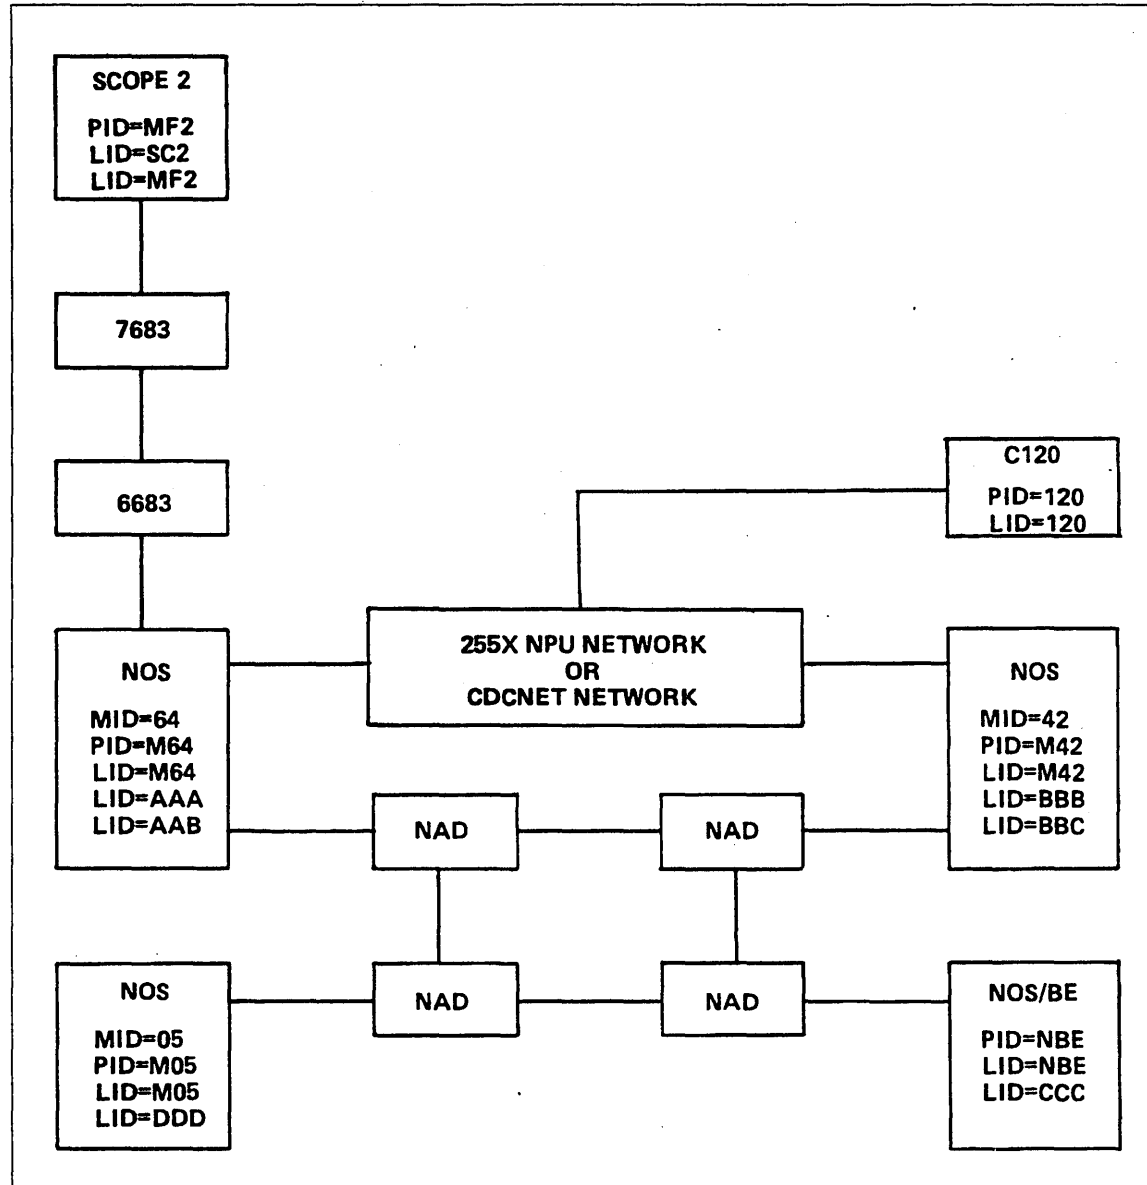 SCOPE 2
PID=MF2
LID=SC2
LID=MF2
7683
6683
C120
PID=120
LID=120
255X NPU NETWORK
OR
CDCNET NETWORK
NOS
MID=64
PID=M64
LID=M64
LID=AAA
LID=AAB
NOS
MID=42
PID=M42
LID=M42
LID=BBB
LID=BBC
NAD
NAD
NOS
MID=05
PID=M05
LID=M05
LID=DDD
NAD
NAD
NOS/BE
PID=NBE
LID=NBE
LID=CCC